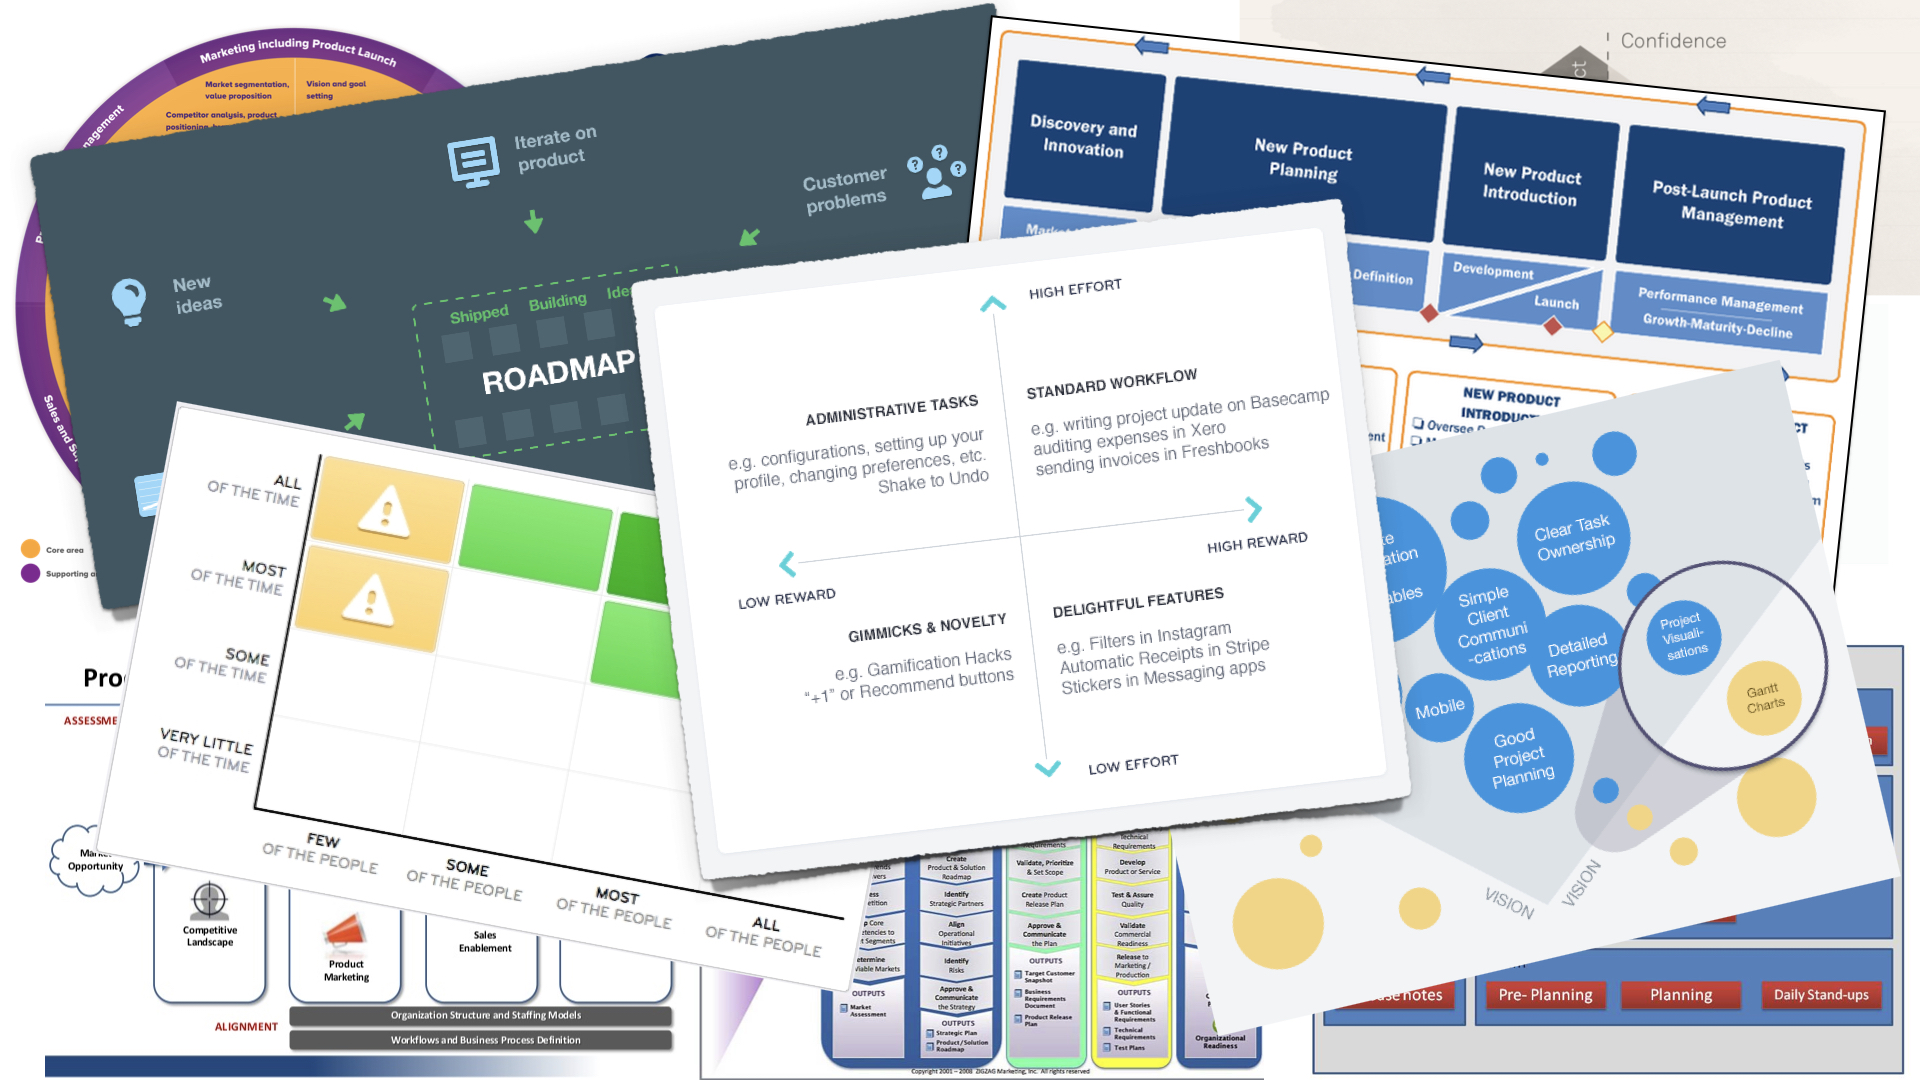 Marketing including Product Launch
Market segmentation,
value proposition
Vision and goal
setting
Competitor analysis, product
positioning,
Core area
Supporting
Iterate on
product
Customer
problems
New
ideas
Shipped Building
ROADMAP
Confidence
Discovery and
Innovation
New Product
Planning
New Product
Introduction
Post-Launch Product
Management
Definition
Development
Launch
Performance Management
Growth-Maturity-Decline
NEW PRODUCT
Oversee
HIGH EFFORT
ADMINISTRATIVE TASKS
e.g. configurations, setting up your
profile, changing preferences, etc.
Shake to Undo
STANDARD WORKFLOW
e.g. writing project update on Basecamp
auditing expenses in Xero
sending invoices in Freshbooks
HIGH REWARD
LOW REWARD
GIMMICKS & NOVELTY
e.g. Gamification Hacks
“+1” or Recommend buttons
DELIGHTFUL FEATURES
e.g. Filters in Instagram
Automatic Receipts in Stripe
Stickers in Messaging apps
LOW EFFORT
ALL
OF THE TIME
MOST
OF THE TIME
SOME
OF THE TIME
VERY LITTLE
OF THE TIME
FEW
OF THE PEOPLE
SOME
OF THE PEOPLE
MOST
OF THE PEOPLE
ALL
OF THE PEOPLE
Clear Task
Ownership
Simple
Client
Communi
-cations
Detailed
Reporting
Project
Visuali-
sations
Gantt
Charts
Mobile
Good
Project
Planning
VISION
VISION
Opportunity
Competitive
Landscape
Product
Marketing
Sales
Enablement
ALIGNMENT
Organization Structure and Staffing Models
Workflows and Business Process Definition
Viable Markets
OUTPUTS
Market
Assessment
Create
Product & Solution
Roadmap
Identify
Strategic Partners
Align
Operational
Initiatives
Identify
Risks
Approve &
Communicate
the Strategy
OUTPUTS
Strategic Plan
Product/Solution
Roadmap
Validate, Prioritize
& Set Scope
Create Product
Release Plan
Approve &
Communicate
the Plan
OUTPUTS
Target Customer
Snapshot
Business
Requirements
Document
Product Release
Plan
Technical
Requirements
Develop
Product or Service
Test & Assure
Quality
Validate
Commercial
Readiness
Release to
Marketing /
Production
OUTPUTS
User Stories
& Functional
Requirements
Technical
Requirements
Test Plans
Organizational
Readiness
Copyright 2001 – 2008 ZIGZAG Marketing, Inc. All rights reserved
notes
Pre- Planning
Planning
Daily Stand-ups